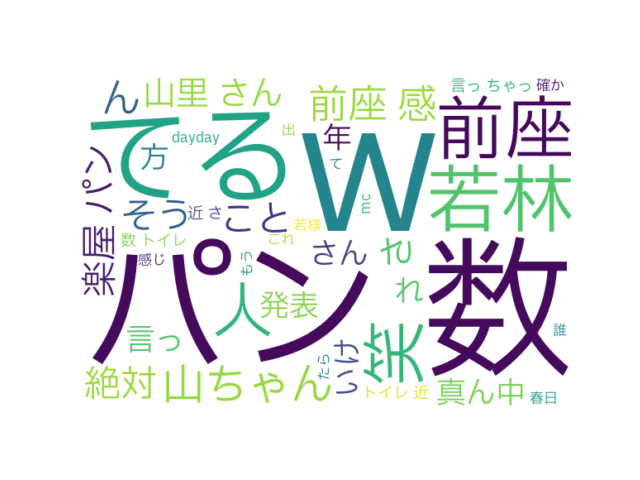 ん
山里 さん
前座 感
言っ ちゃっ
確か
てる
w
前座
dayday
出
年
方
て
若林
楽屋 パン
そう
近 さ
こと
mc
若様
数 トイレ
これ
さん
そ
パン
数
感じ
もう
人
発表
れ
笑
誰
言っ
いけ
たら
絶対
山ちゃん
トイレ 近
真ん中
春日